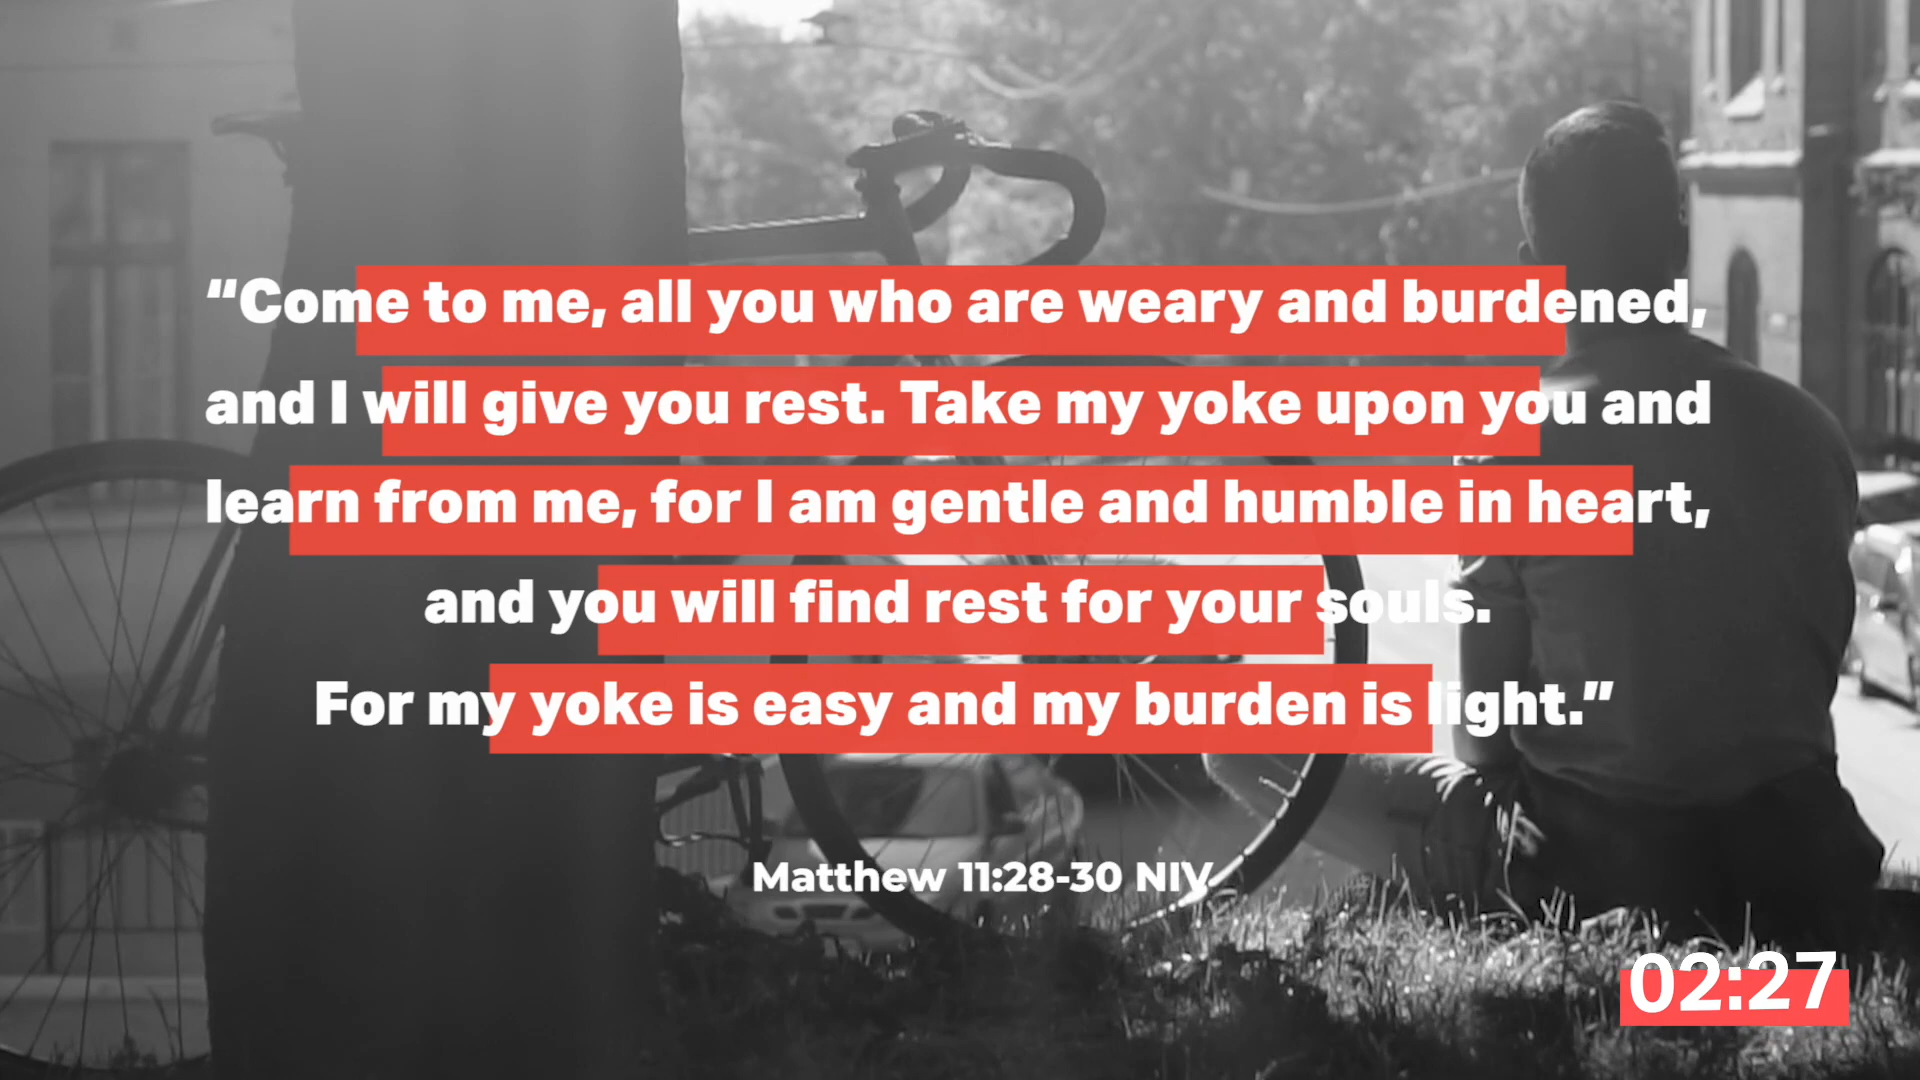 “Come to me, all you who are weary and burdened,
and I will give you rest. Take my yoke upon you and
learn from me, for I am gentle and humble in heart,
and you will find rest for your souls.
For my yoke is easy and my burden is light.”
Matthew 11:28-30 NIV
02:27